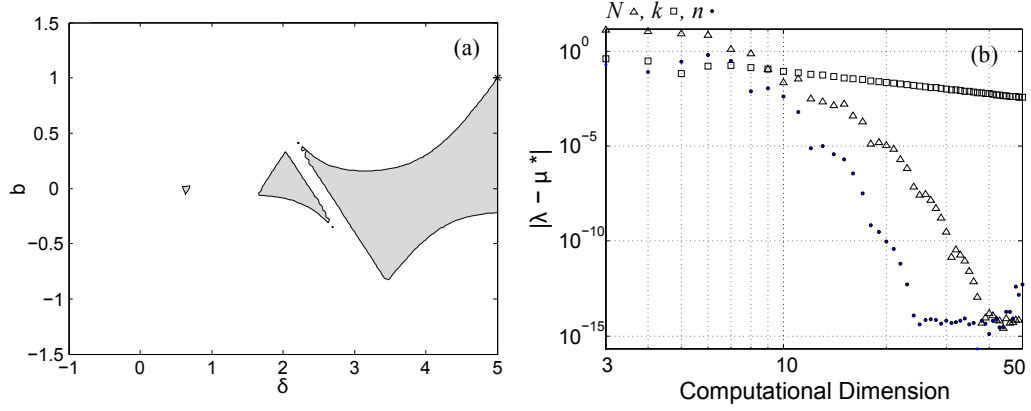 N △, k □, n •
(a)
1.5
1
0.5
0
−0.5
−1
−1.5
−1 0 1 2 3 4 5
δ
b
(b)
10^0
10^−5
10^−10
10^−15
3 10 50
Computational Dimension
|λ − μ*|